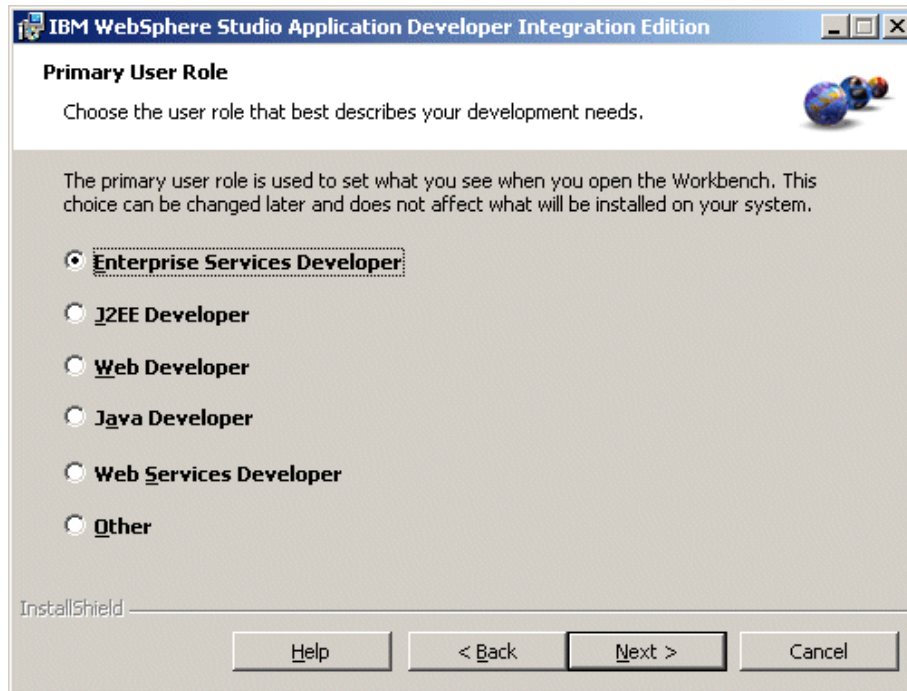 IBM WebSphere Studio Application Developer Integration Edition
Primary User Role
Choose the user role that best describes your development needs.
The primary user role is used to set what you see when you open the Workbench. This
choice can be changed later and does not affect what will be installed on your system.
Enterprise Services Developer
J2EE Developer
Web Developer
Java Developer
Web Services Developer
Other
InstallShield
Help
< Back
Next >
Cancel